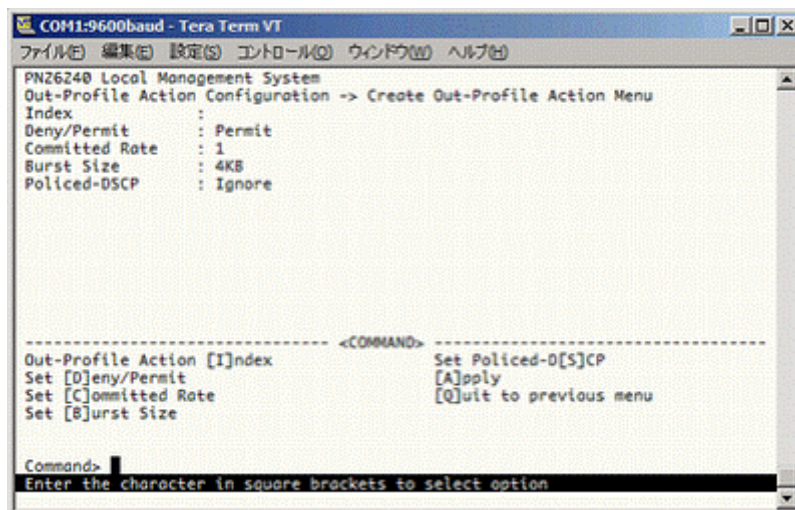 COM1:9600baud - Tera Term VT
ファイル(F) 編集(E) 設定(S) コントロール(O) ウィンドウ(W) ヘルプ(H)
PN26240 Local Management System
Out-Profile Action Configuration -> Create Out-Profile Action Menu
Index :
Deny/Permit : Permit
Committed Rate : 1
Burst Size : 4KB
Policed-DSCP : Ignore
-------------------------------- <COMMAND> -----------------------------------
Out-Profile Action [I]ndex Set Policed-D[S]CP
Set [D]eny/Permit [A]pply
Set [C]ommitted Rate [Q]uit to previous menu
Set [B]urst Size
Command>
Enter the character in square brackets to select option